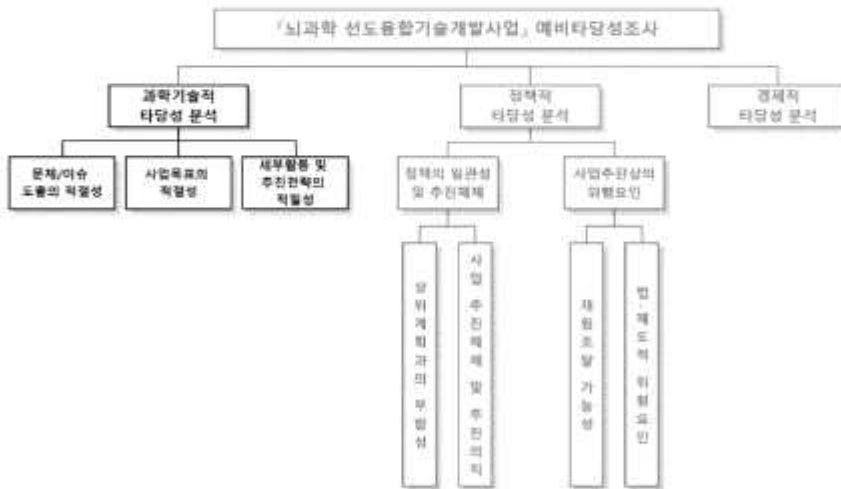 「뇌과학 선도융합기술개발사업」 예비타당성조사
과학기술적
타당성 분석
정책적
타당성 분석
경제적
타당성 분석
문제/이슈
도출의 적절성
사업목표의
적절성
세부활동 및
추진전략의
적절성
정책의 일관성
및 추진체제
사업추진상의
위험요인
상위계획과의 부합성
사업 추진체제 및 추진의지
재원조달 가능성
법·제도적 위험요인